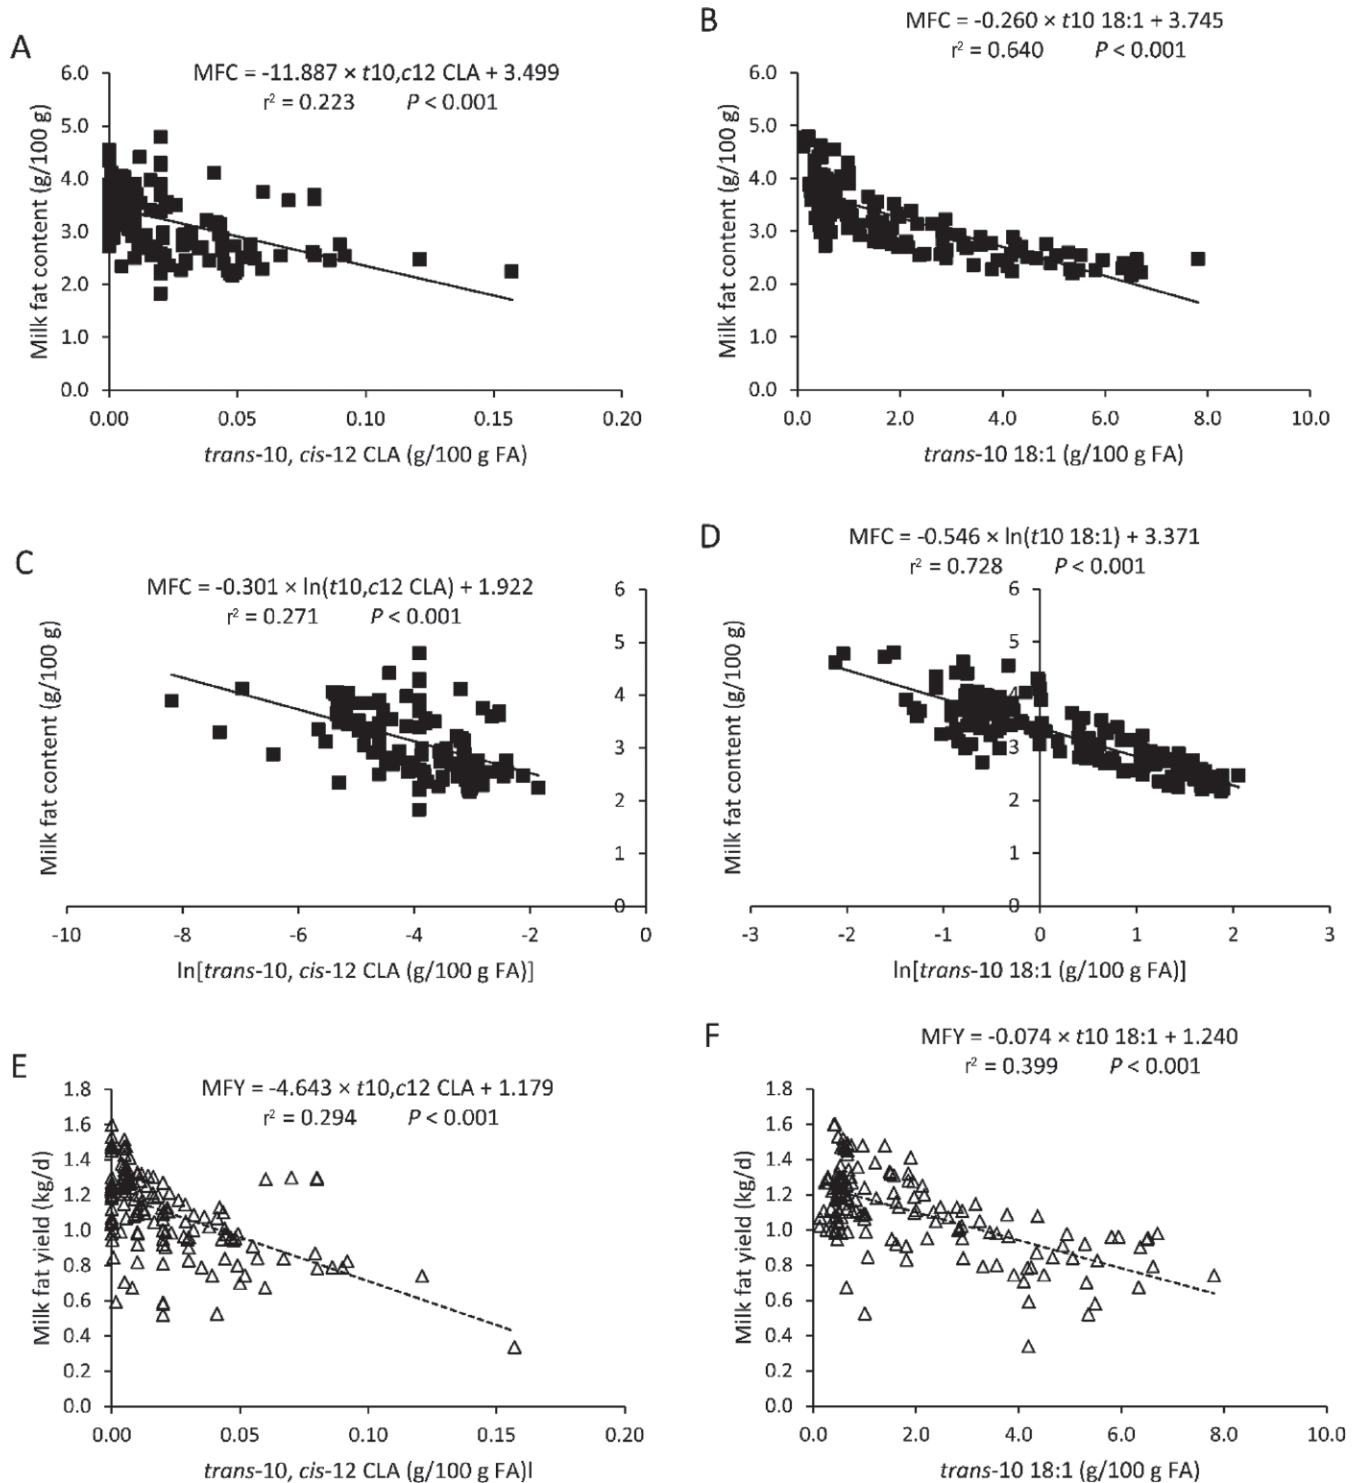 A
MFC = -11.887 × t10,c12 CLA + 3.499
r² = 0.223 P < 0.001
Milk fat content (g/100 g)
6.0
5.0
4.0
3.0
2.0
1.0
0.0
0.00 0.05 0.10 0.15 0.20
trans-10, cis-12 CLA (g/100 g FA)
B
MFC = -0.260 × t10 18:1 + 3.745
r² = 0.640 P < 0.001
Milk fat content (g/100 g)
6.0
5.0
4.0
3.0
2.0
1.0
0.0
0.0 2.0 4.0 6.0 8.0 10.0
trans-10 18:1 (g/100 g FA)
C
MFC = -0.301 × ln(t10,c12 CLA) + 1.922
r² = 0.271 P < 0.001
Milk fat content (g/100 g)
6
5
4
3
2
1
0
-10 -8 -6 -4 -2 0
ln[trans-10, cis-12 CLA (g/100 g FA)]
D
MFC = -0.546 × ln(t10 18:1) + 3.371
r² = 0.728 P < 0.001
Milk fat content (g/100 g)
6
5
4
3
2
1
0
-3 -2 -1 0 1 2 3
ln[trans-10 18:1 (g/100 g FA)]
E
MFY = -4.643 × t10,c12 CLA + 1.179
r² = 0.294 P < 0.001
Milk fat yield (kg/d)
1.8
1.6
1.4
1.2
1.0
0.8
0.6
0.4
0.2
0.0
0.00 0.05 0.10 0.15 0.20
trans-10, cis-12 CLA (g/100 g FA)l
F
MFY = -0.074 × t10 18:1 + 1.240
r² = 0.399 P < 0.001
Milk fat yield (kg/d)
1.8
1.6
1.4
1.2
1.0
0.8
0.6
0.4
0.2
0.0
0.0 2.0 4.0 6.0 8.0 10.0
trans-10 18:1 (g/100 g FA)